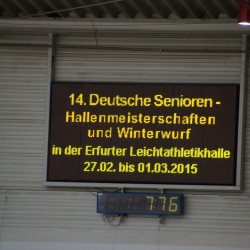 14. Deutsche Senioren -
Hallenmeisterschaften
und Winterwurf
in der Erfurter Leichtathletikhalle
27.02. bis 01.03.2015
7.76